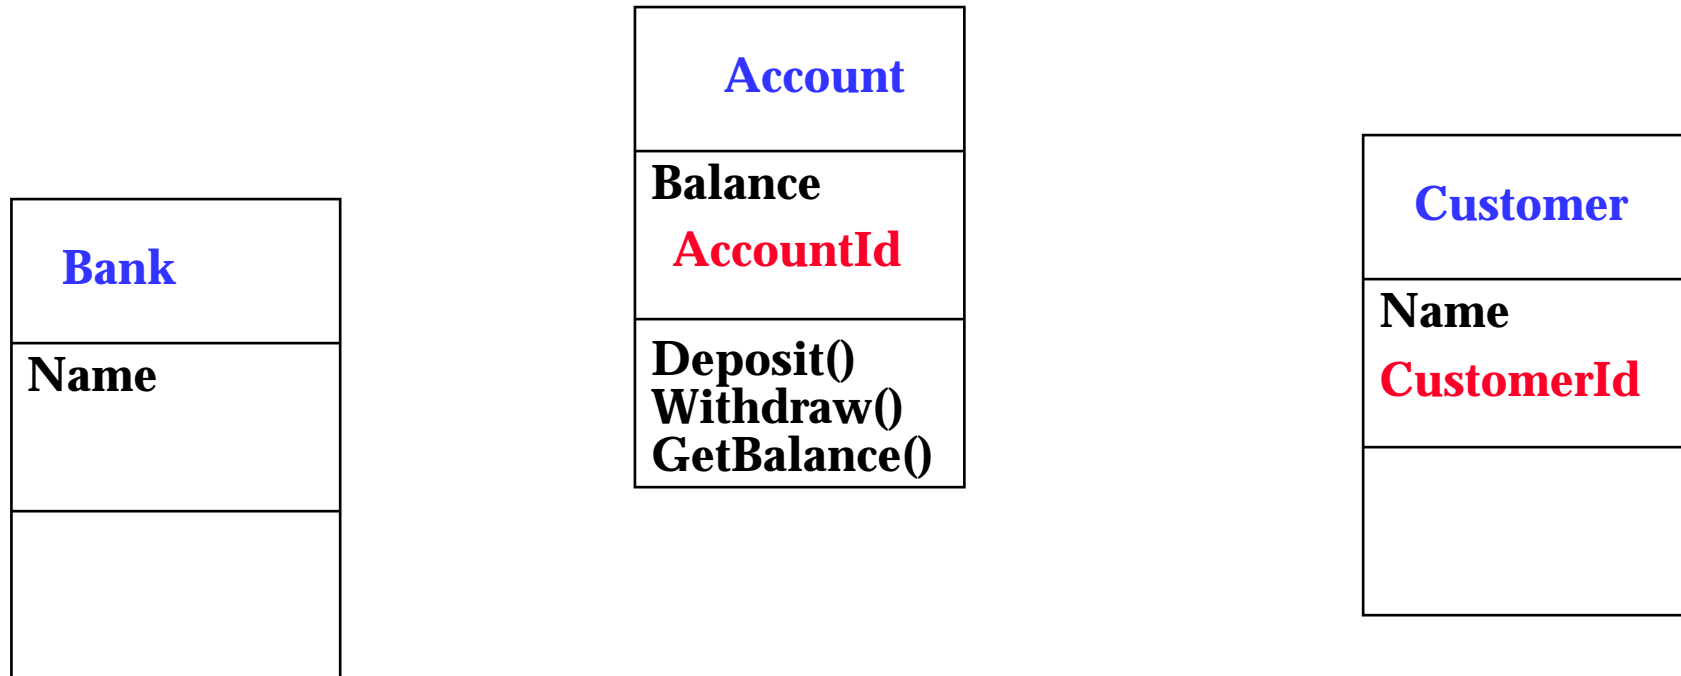 Bank
Name
Account
Balance
AccountId
Deposit()
Withdraw()
GetBalance()
Customer
Name
CustomerId